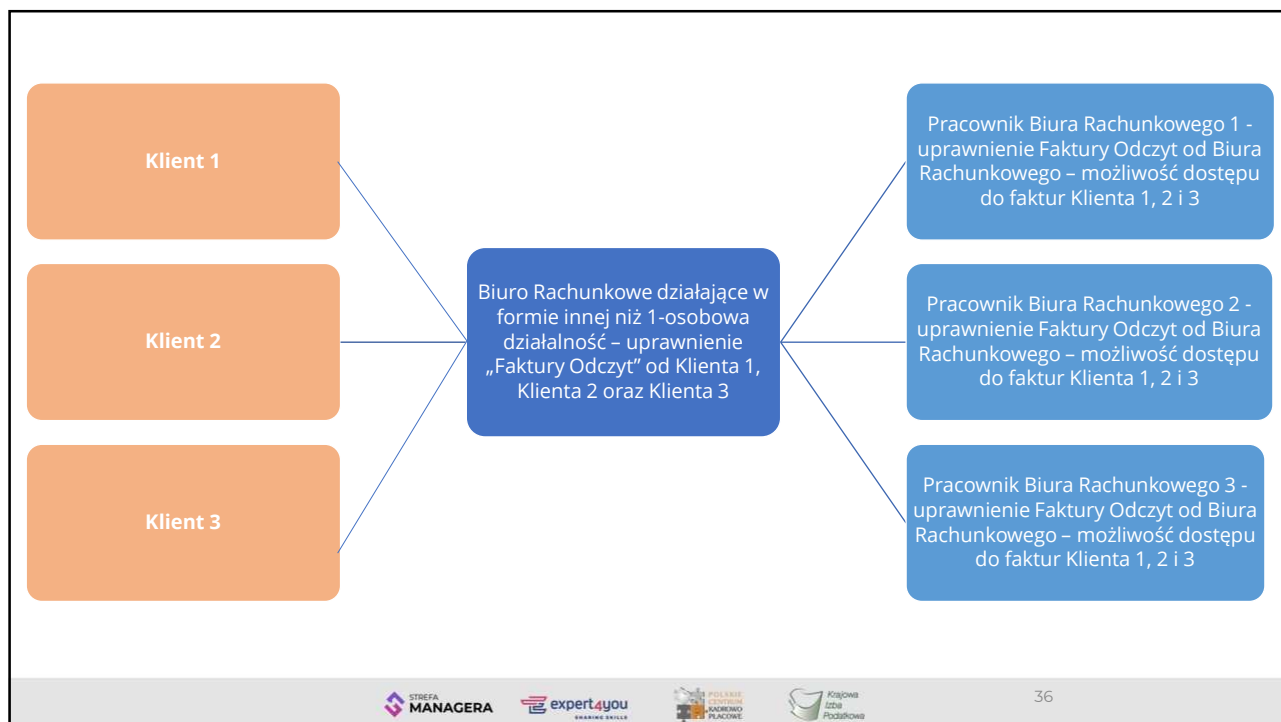 Klient 1
Klient 2
Klient 3
Biuro Rachunkowe działające w
formie innej niż 1-osobowa
działalność – uprawnienie
„Faktury Odczyt” od Klienta 1,
Klienta 2 oraz Klienta 3
Pracownik Biura Rachunkowego 1 -
uprawnienie Faktury Odczyt od Biura
Rachunkowego – możliwość dostępu
do faktur Klienta 1, 2 i 3
Pracownik Biura Rachunkowego 2 -
uprawnienie Faktury Odczyt od Biura
Rachunkowego – możliwość dostępu
do faktur Klienta 1, 2 i 3
Pracownik Biura Rachunkowego 3 -
uprawnienie Faktury Odczyt od Biura
Rachunkowego – możliwość dostępu
do faktur Klienta 1, 2 i 3
STREFA
MANAGERA
expert4you
SHARING SKILLS
POLSKIE
CENTRUM
KADROWO
PŁACOWE
Krajowa
Izba
Podatkowa
36